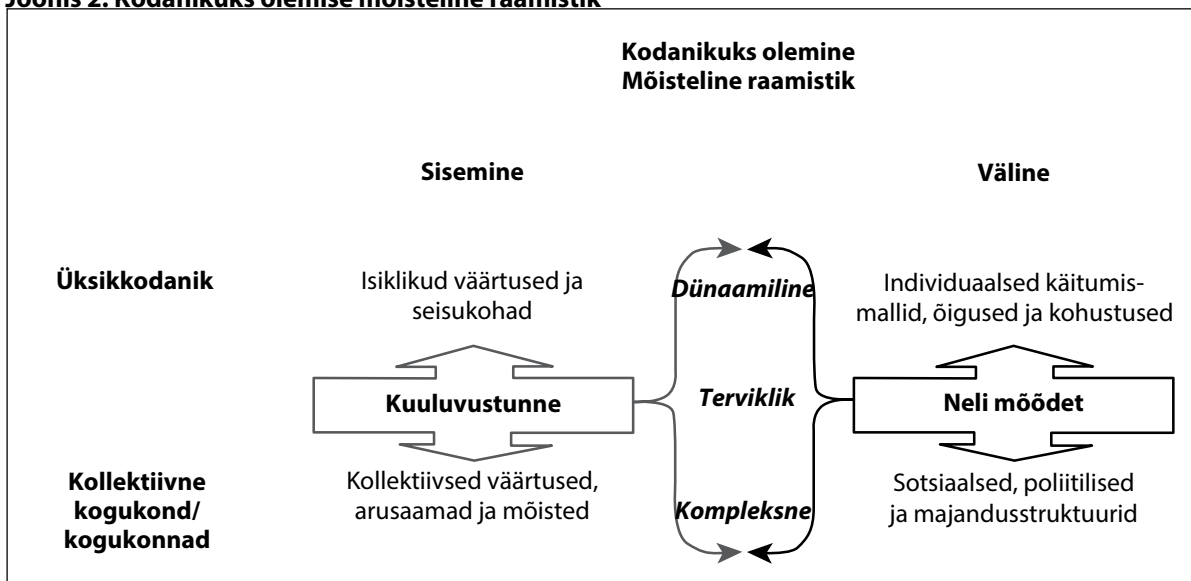 Joonis 2. Kodanikuks olemise mõisteline raamistik
Kodanikuks olemine
Mõisteline raamistik
Sisemine
Väline
Üksikkodanik
Isiklikud väärtused ja
seisukohad
Dünaamiline
Individuaalsed käitumis-
mallid, õigused ja kohustused
Kuuluvustunne
Terviklik
Neli mõõdet
Kollektiivne
kogukond/
kogukonnad
Kollektiivsed väärtused,
arusaamad ja mõisted
Kompleksne
Sotsiaalsed, poliitilised
ja majandusstruktuurid